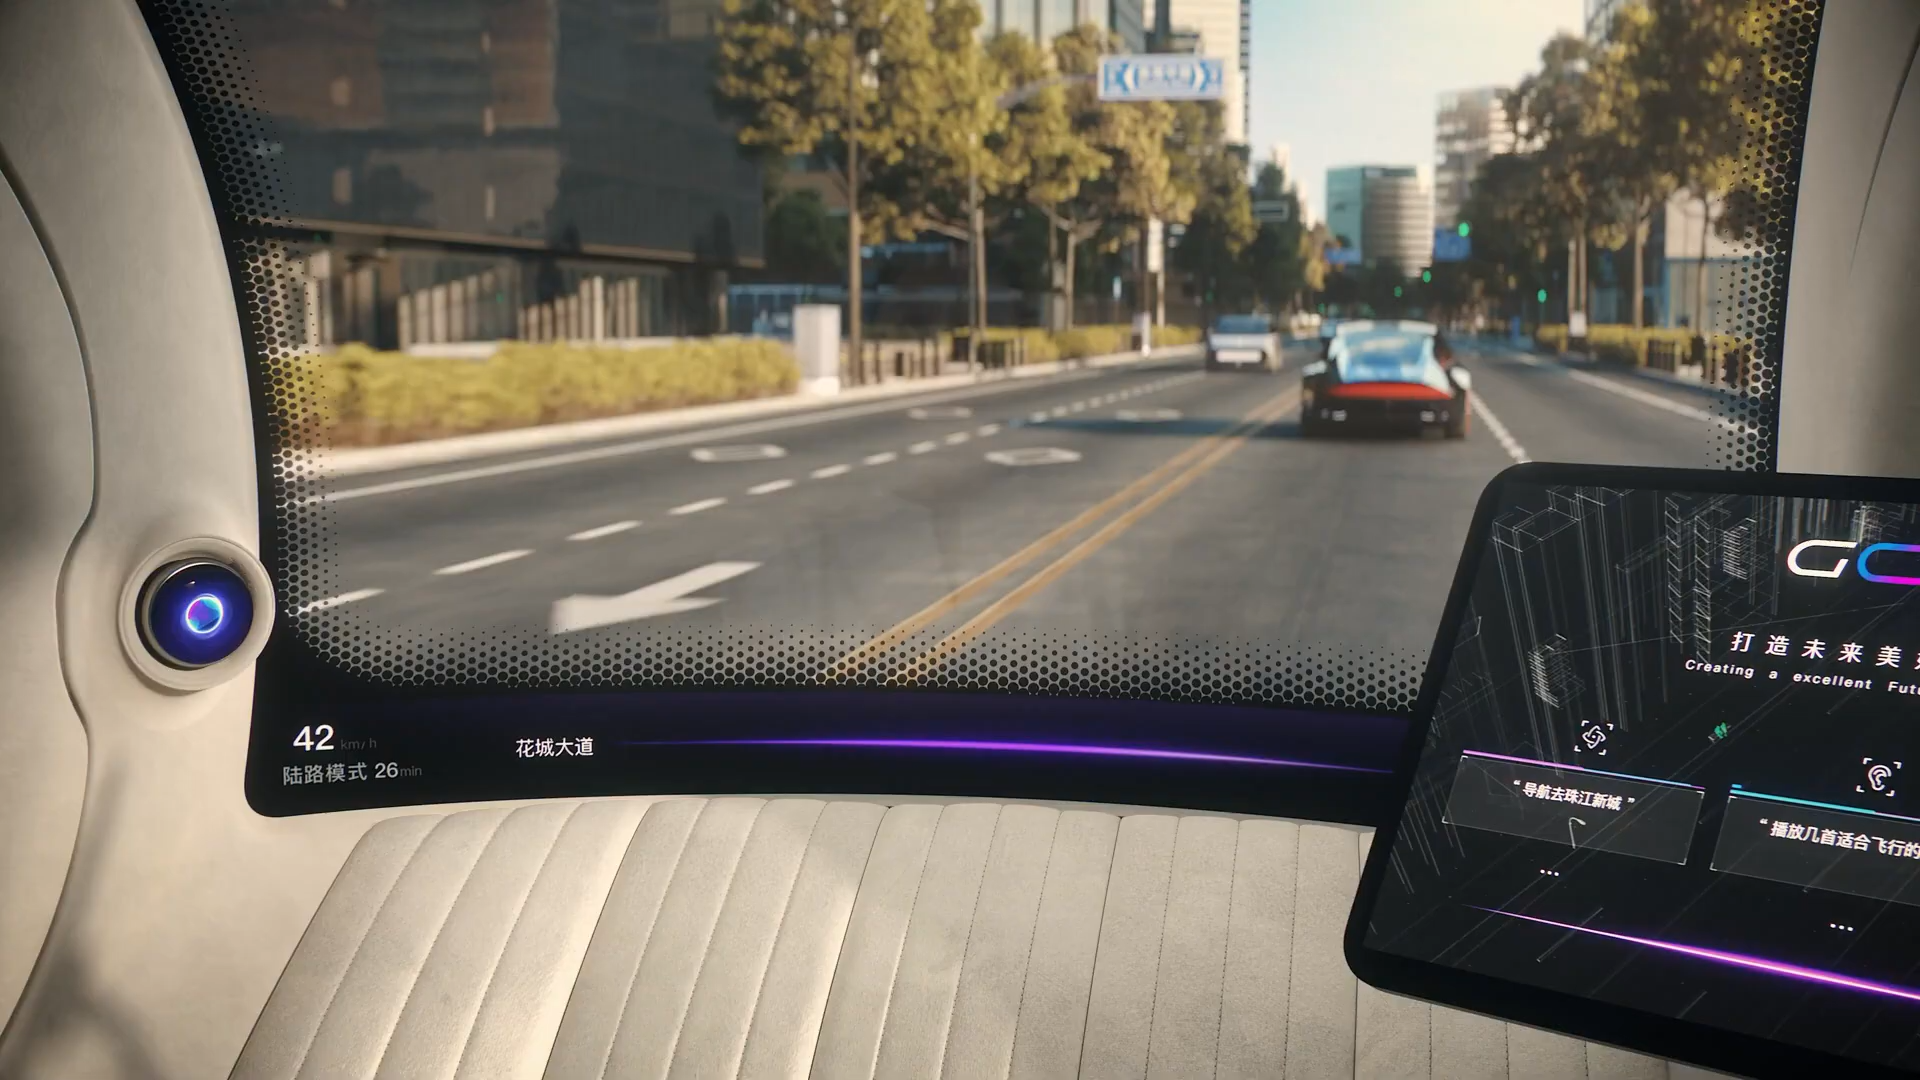 42 km/h
陆路模式 26min
花城大道
GO
打造未来美
Creating a excellent Futu
“导航去珠江新城”
...
“播放几首适合飞行的
...